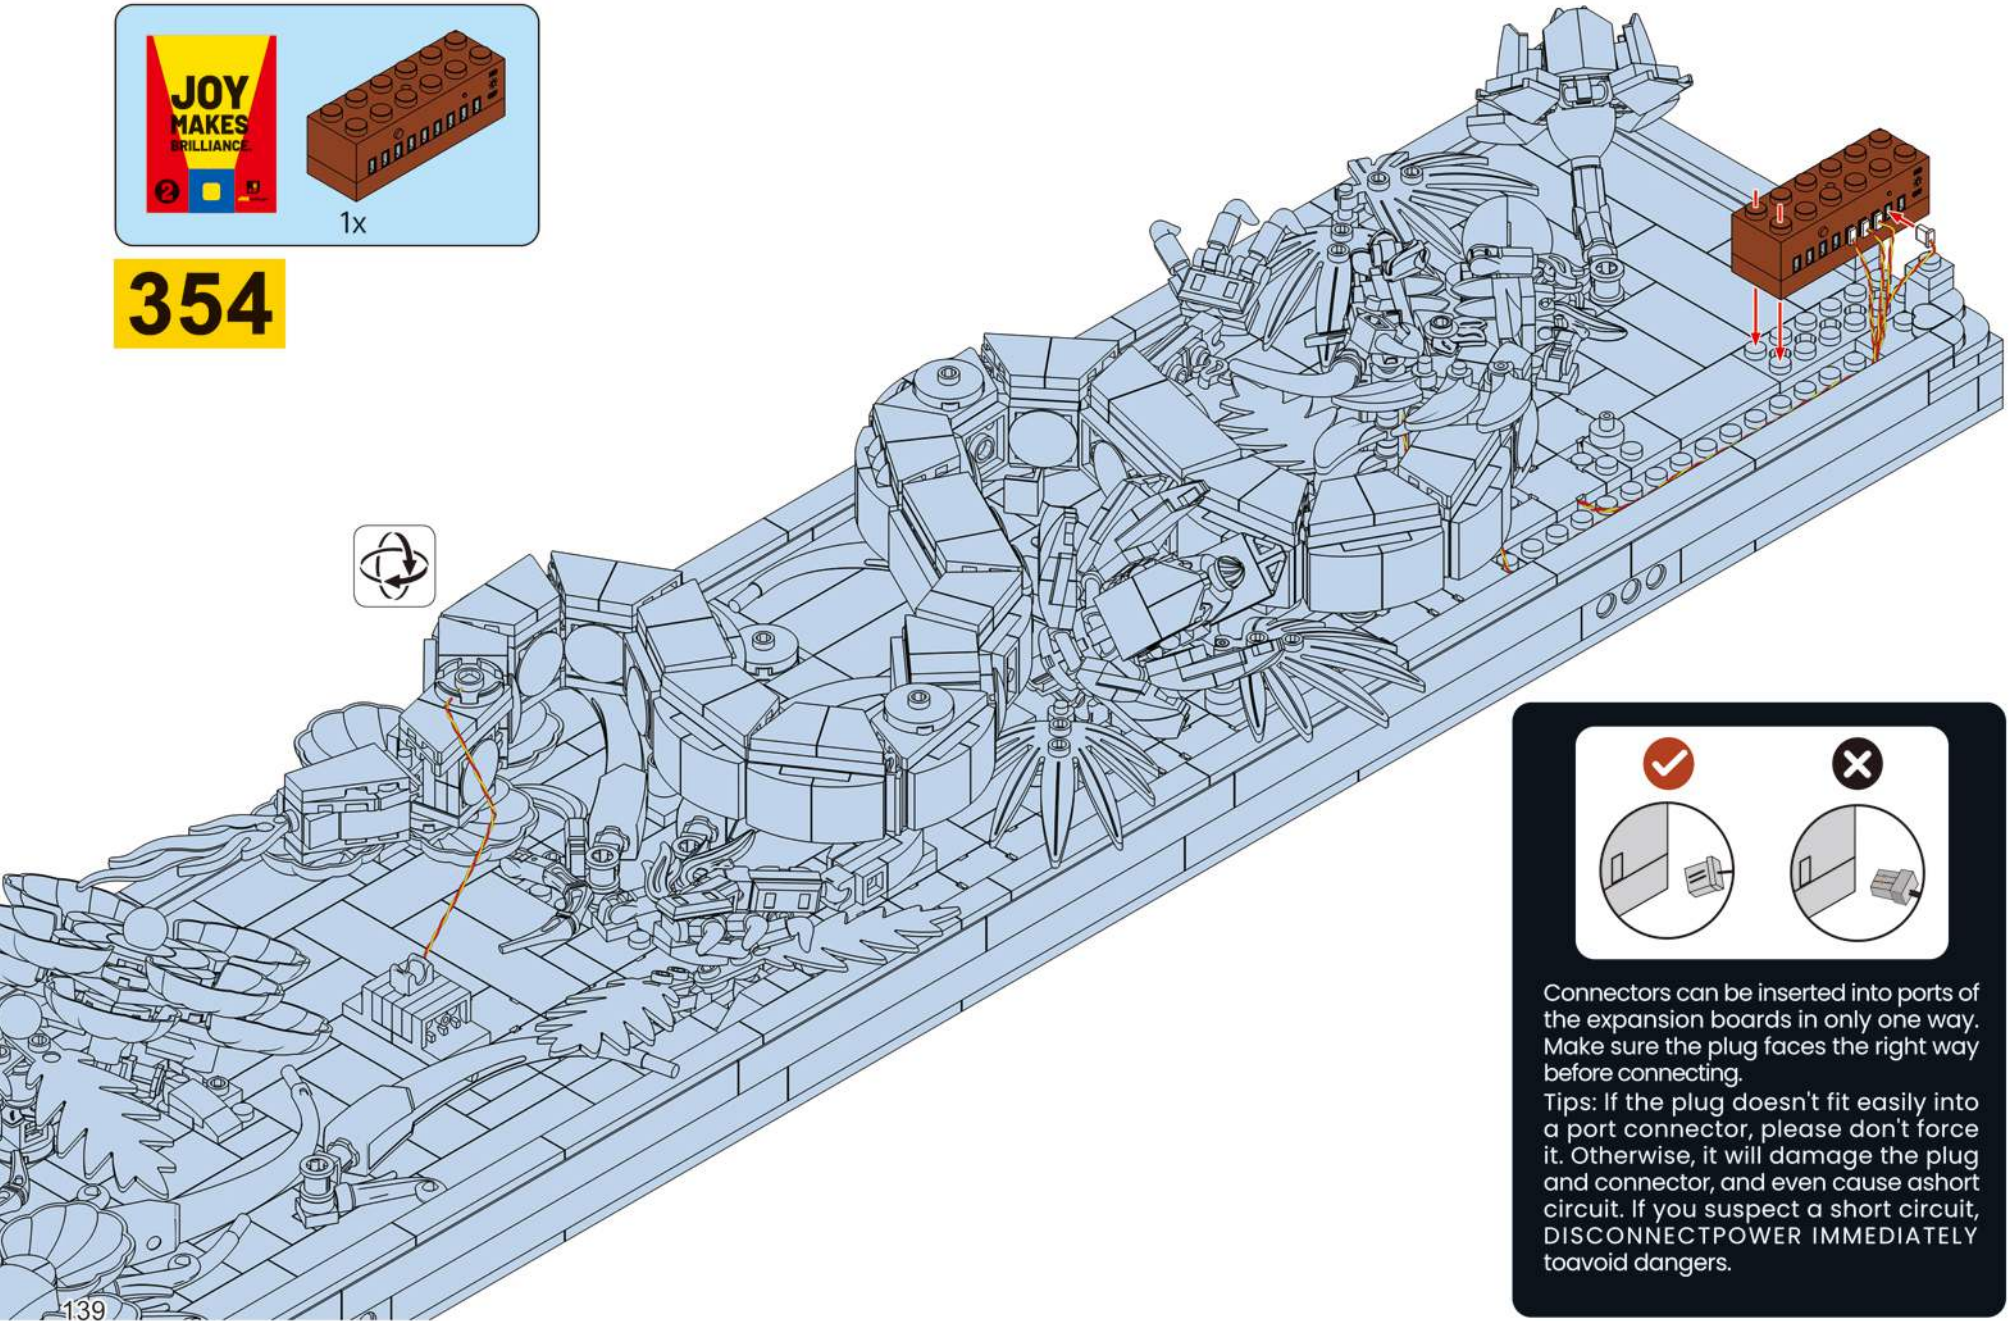 JOY
MAKES
BRILLIANCE.
2
1x
354
Connectors can be inserted into ports of
the expansion boards in only one way.
Make sure the plug faces the right way
before connecting.
Tips: If the plug doesn't fit easily into
a port connector, please don't force
it. Otherwise, it will damage the plug
and connector, and even cause ashort
circuit. If you suspect a short circuit,
DISCONNECTPOWER IMMEDIATELY
toavoid dangers.
139